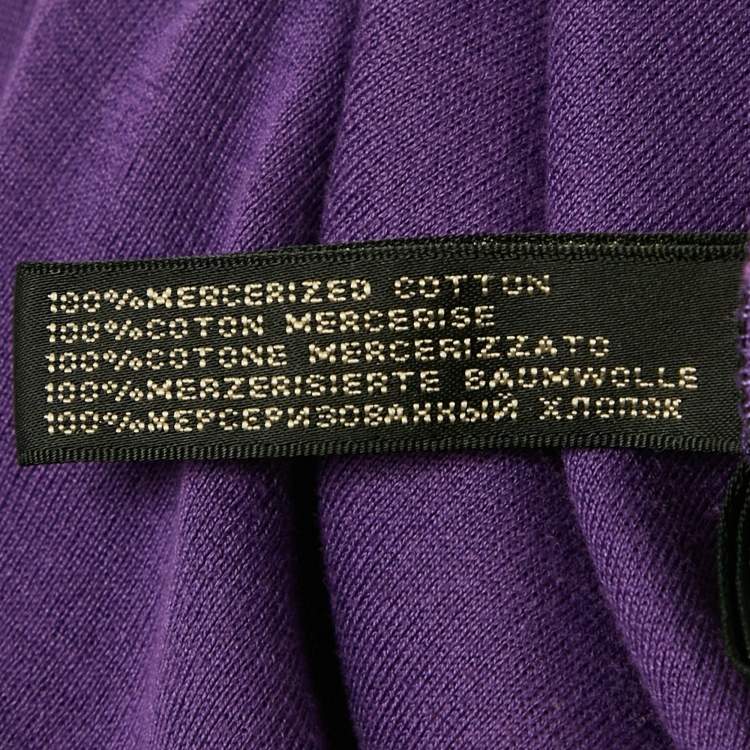 100%MERCERIZED COTTON
100%COTON MERCERISE
100%COTONE MERCERIZZATO
100%MERZERISIERTE BAUMWOLLE
100%МЕРСЕРИЗОВАННЫЙ ХЛОПОК